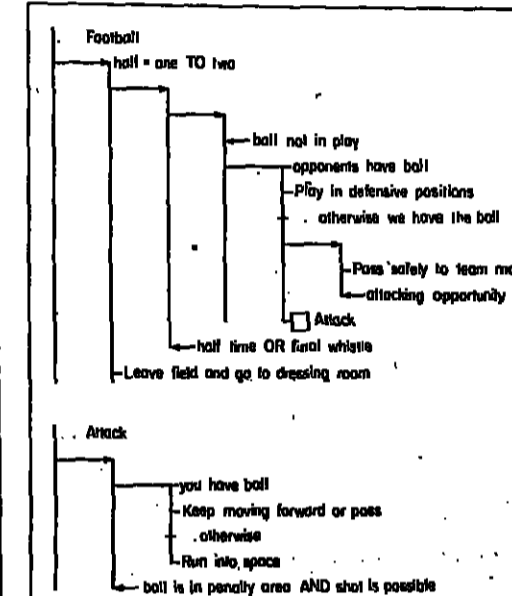 . Football
half = one TO two
ball not in play
opponents have ball
Play in defensive positions
. otherwise we have the ball
Pass safely to team
attacking opportunity
Attack
half time OR final whistle
Leave field and go to dressing room
. . Attack
you have ball
Keep moving forward or pass
. otherwise
Run into space
ball is in penalty area AND shot is possible